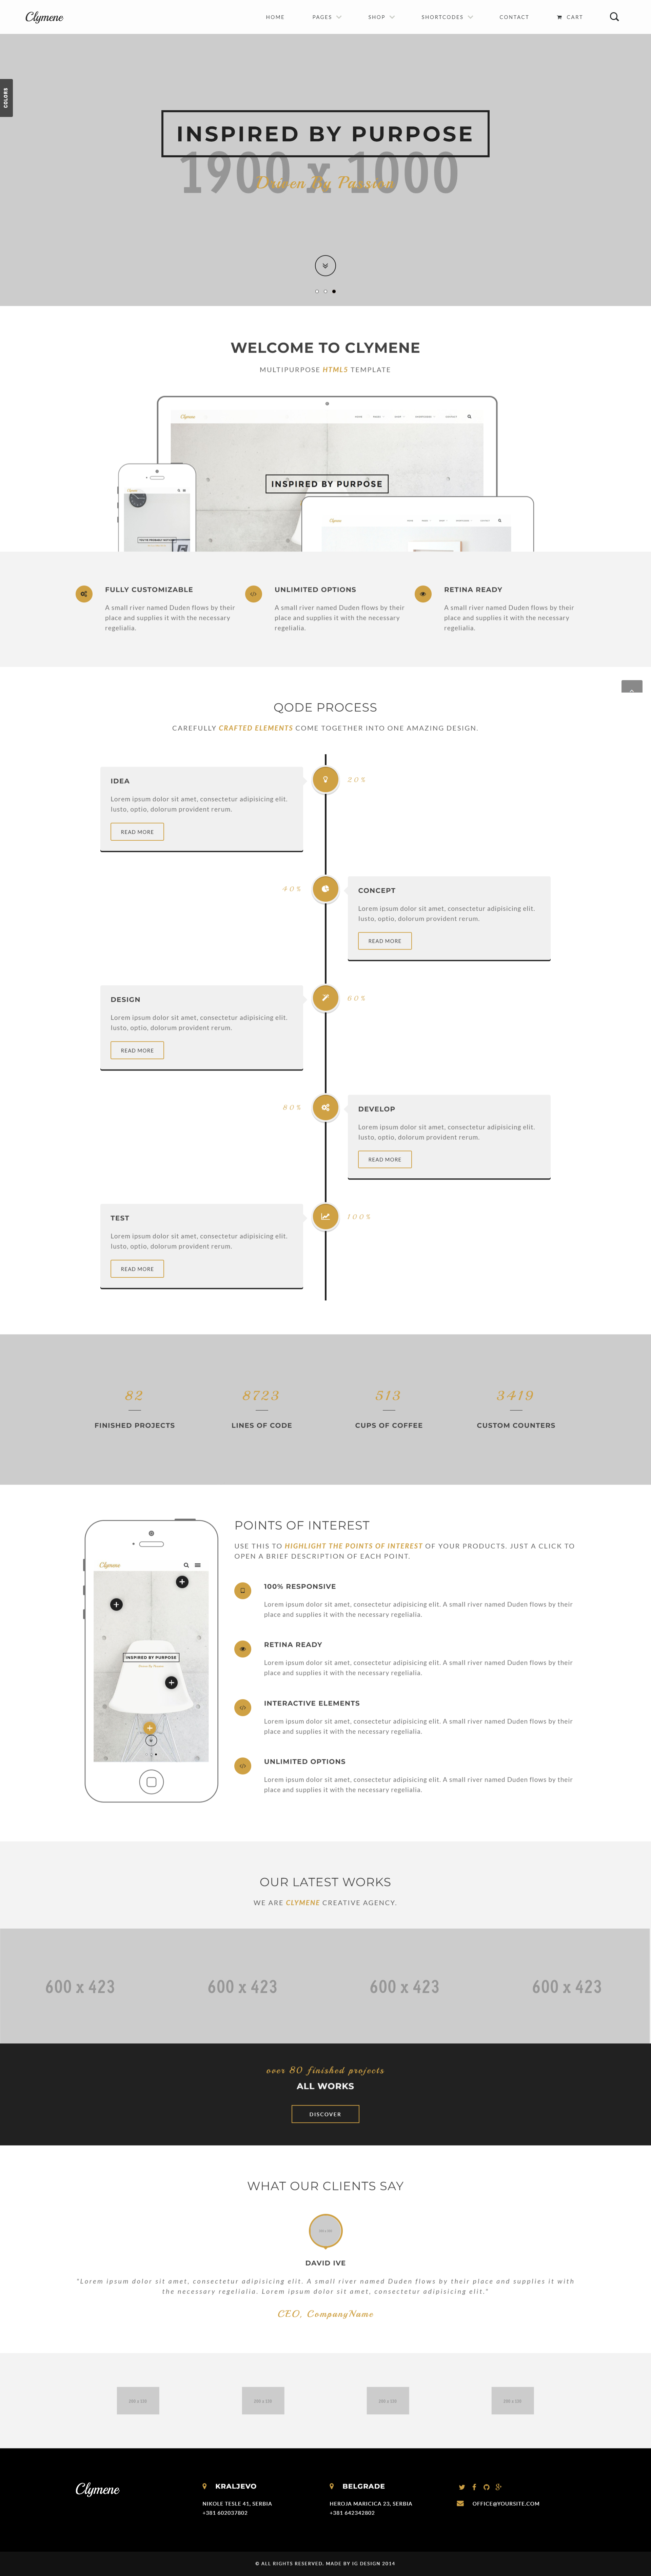 Clymene
HOME
PAGES
SHOP
SHORTCODES
CONTACT
CART
COLORS
INSPIRED BY PURPOSE
1900 x 1000
Driven By Passion
WELCOME TO CLYMENE
MULTIPURPOSE HTML5 TEMPLATE
Clymene
INSPIRED BY PURPOSE
Clymene
Clymene
FULLY CUSTOMIZABLE
A small river named Duden flows by their
place and supplies it with the necessary
regelialia.
UNLIMITED OPTIONS
A small river named Duden flows by their
place and supplies it with the necessary
regelialia.
RETINA READY
A small river named Duden flows by their
place and supplies it with the necessary
regelialia.
QODE PROCESS
CAREFULLY CRAFTED ELEMENTS COME TOGETHER INTO ONE AMAZING DESIGN.
IDEA
Lorem ipsum dolor sit amet, consectetur adipisicing elit.
Iusto, optio, dolorum provident rerum.
READ MORE
20%
40%
CONCEPT
Lorem ipsum dolor sit amet, consectetur adipisicing elit.
Iusto, optio, dolorum provident rerum.
READ MORE
DESIGN
Lorem ipsum dolor sit amet, consectetur adipisicing elit.
Iusto, optio, dolorum provident rerum.
READ MORE
60%
80%
DEVELOP
Lorem ipsum dolor sit amet, consectetur adipisicing elit.
Iusto, optio, dolorum provident rerum.
READ MORE
TEST
Lorem ipsum dolor sit amet, consectetur adipisicing elit.
Iusto, optio, dolorum provident rerum.
READ MORE
100%
82
FINISHED PROJECTS
8723
LINES OF CODE
513
CUPS OF COFFEE
3419
CUSTOM COUNTERS
Clymene
INSPIRED BY PURPOSE
Driven By Passion
POINTS OF INTEREST
USE THIS TO HIGHLIGHT THE POINTS OF INTEREST OF YOUR PRODUCTS. JUST A CLICK TO
OPEN A BRIEF DESCRIPTION OF EACH POINT.
100% RESPONSIVE
Lorem ipsum dolor sit amet, consectetur adipisicing elit. A small river named Duden flows by their
place and supplies it with the necessary regelialia.
RETINA READY
Lorem ipsum dolor sit amet, consectetur adipisicing elit. A small river named Duden flows by their
place and supplies it with the necessary regelialia.
INTERACTIVE ELEMENTS
Lorem ipsum dolor sit amet, consectetur adipisicing elit. A small river named Duden flows by their
place and supplies it with the necessary regelialia.
UNLIMITED OPTIONS
Lorem ipsum dolor sit amet, consectetur adipisicing elit. A small river named Duden flows by their
place and supplies it with the necessary regelialia.
OUR LATEST WORKS
WE ARE CLYMENE CREATIVE AGENCY.
600 x 423
600 x 423
600 x 423
600 x 423
over 80 finished projects
ALL WORKS
DISCOVER
WHAT OUR CLIENTS SAY
DAVID IVE
"Lorem ipsum dolor sit amet, consectetur adipisicing elit. A small river named Duden flows by their place and supplies it with
the necessary regelialia. Lorem ipsum dolor sit amet, consectetur adipisicing elit."
CEO, CompanyName
Clymene
KRALJEVO
NIKOLE TESLE 41, SERBIA
+381 602037802
BELGRADE
HEROJA MARICICA 23, SERBIA
+381 642342802
OFFICE@YOURSITE.COM
© ALL RIGHTS RESERVED. MADE BY IG DESIGN 2014